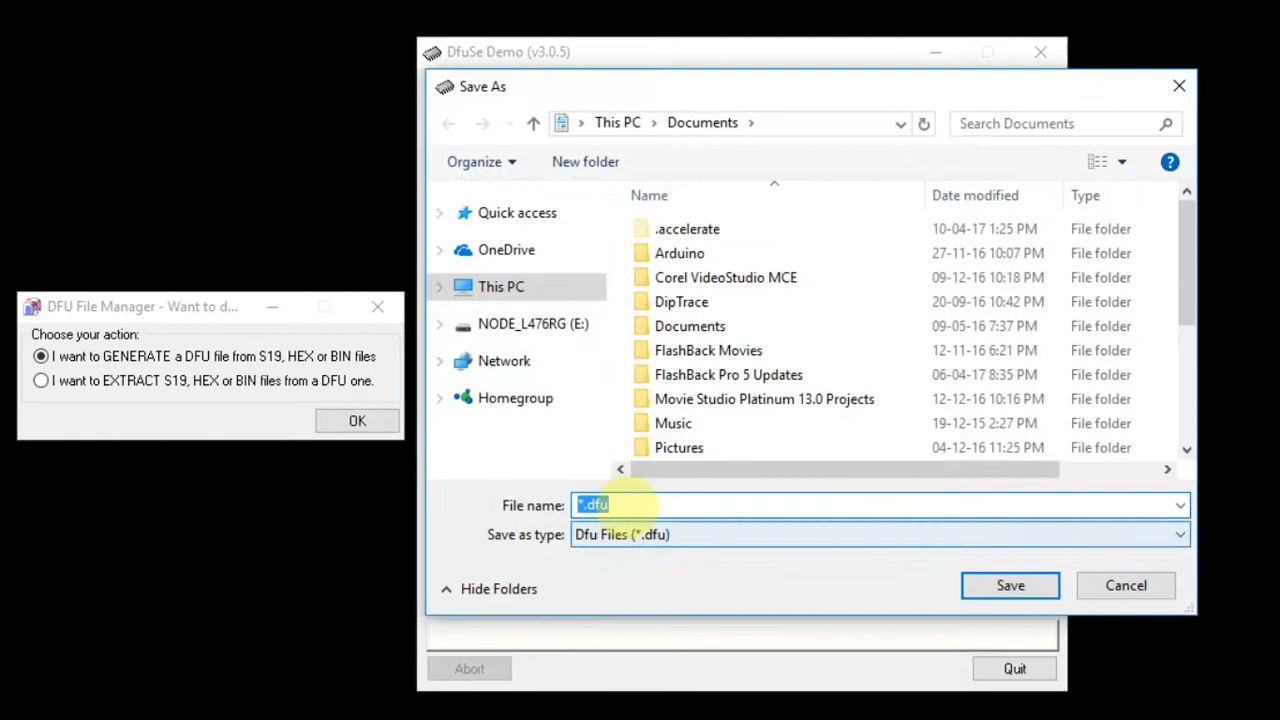 DfuSe Demo (v3.0.5)
Save As
This PC > Documents >
Search Documents
Organize
New folder
?
Name
Date modified
Type
Quick access
OneDrive
This PC
NODE_L476RG (E:)
Network
Homegroup
.accelerate 10-04-17 1:25 PM File folder
Arduino 27-11-16 10:07 PM File folder
Corel VideoStudio MCE 09-12-16 10:18 PM File folder
DipTrace 20-09-16 10:42 PM File folder
Documents 09-05-16 7:37 PM File folder
FlashBack Movies 12-11-16 6:21 PM File folder
FlashBack Pro 5 Updates 06-04-17 8:35 PM File folder
Movie Studio Platinum 13.0 Projects 12-12-16 10:16 PM File folder
Music 19-12-15 2:27 PM File folder
Pictures 04-12-16 11:25 PM File folder
File name: *.dfu
Save as type: Dfu Files (*.dfu)
Hide Folders
Save
Cancel
Abort
Quit
DFU File Manager - Want to d...
Choose your action:
I want to GENERATE a DFU file from S19, HEX or BIN files
I want to EXTRACT S19, HEX or BIN files from a DFU one.
OK